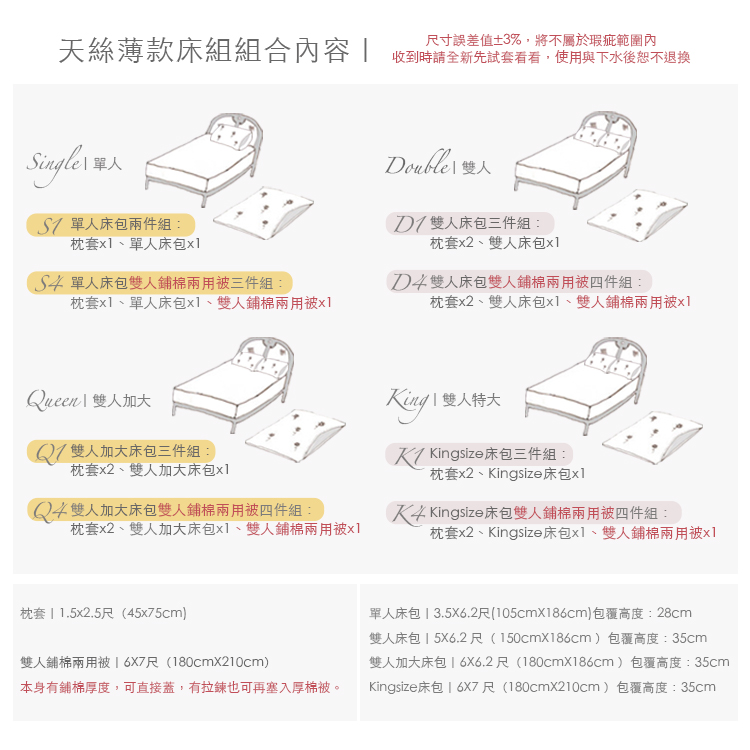 天絲薄款床組組合內容 |
尺寸誤差值±3%，將不屬於瑕疵範圍內
收到時請全新先試套看看，使用與下水後恕不退換
Single | 單人
S1 單人床包兩件組：
枕套x1、單人床包x1
S4 單人床包雙人鋪棉兩用被三件組：
枕套x1、單人床包x1、雙人鋪棉兩用被x1
Double | 雙人
D1 雙人床包三件組：
枕套x2、雙人床包x1
D4 雙人床包雙人鋪棉兩用被四件組：
枕套x2、雙人床包x1、雙人鋪棉兩用被x1
Queen | 雙人加大
Q1 雙人加大床包三件組：
枕套x2、雙人加大床包x1
Q4 雙人加大床包雙人鋪棉兩用被四件組：
枕套x2、雙人加大床包x1、雙人鋪棉兩用被x1
King | 雙人特大
K1 Kingsize床包三件組：
枕套x2、Kingsize床包x1
K4 Kingsize床包雙人鋪棉兩用被四件組：
枕套x2、Kingsize床包x1、雙人鋪棉兩用被x1
枕套 | 1.5x2.5尺（45x75cm)
雙人鋪棉兩用被 | 6X7尺（180cmX210cm）
本身有鋪棉厚度，可直接蓋，有拉鍊也可再塞入厚棉被。
單人床包 | 3.5X6.2尺(105cmX186cm)包覆高度：28cm
雙人床包 | 5X6.2 尺（ 150cmX186cm ）包覆高度：35cm
雙人加大床包 | 6X6.2 尺（180cmX186cm ）包覆高度：35cm
Kingsize床包 | 6X7 尺（180cmX210cm ）包覆高度：35cm